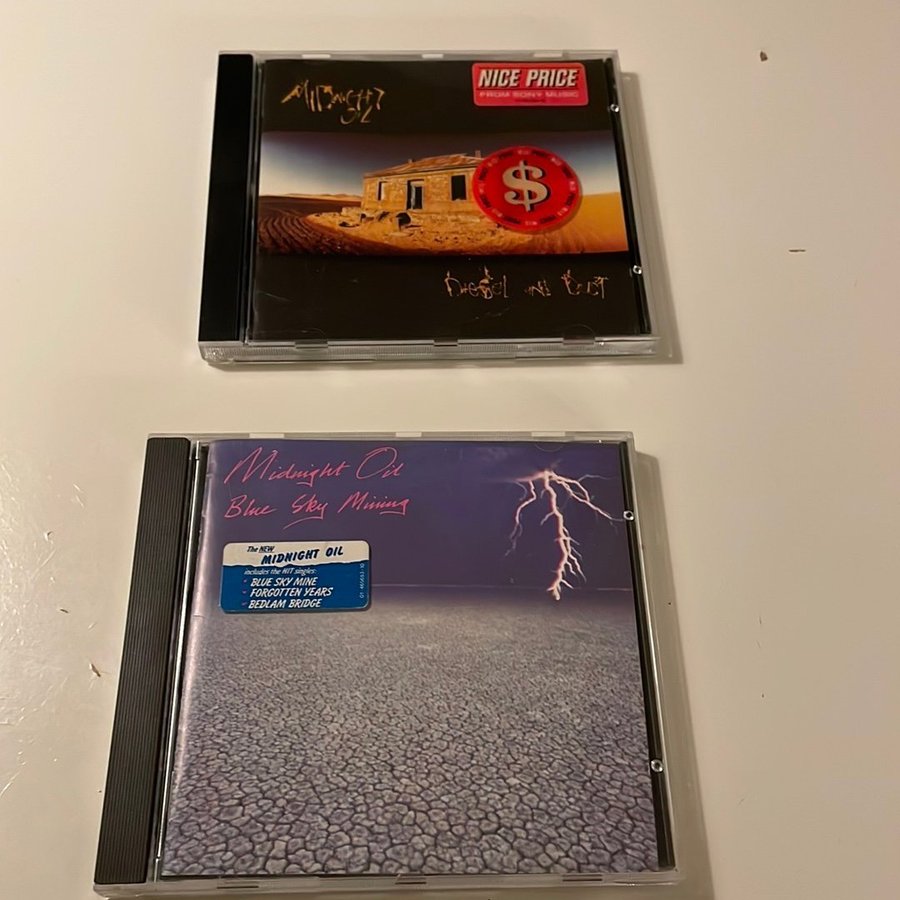 MIDNIGHT
OIL
NICE PRICE
FROM SONY MUSIC
$
DIESEL AND DUST
Midnight Oil
Blue Sky Mining
The NEW
MIDNIGHT OIL
includes the HIT singles:
BLUE SKY MINE
FORGOTTEN YEARS
BEDLAM BRIDGE